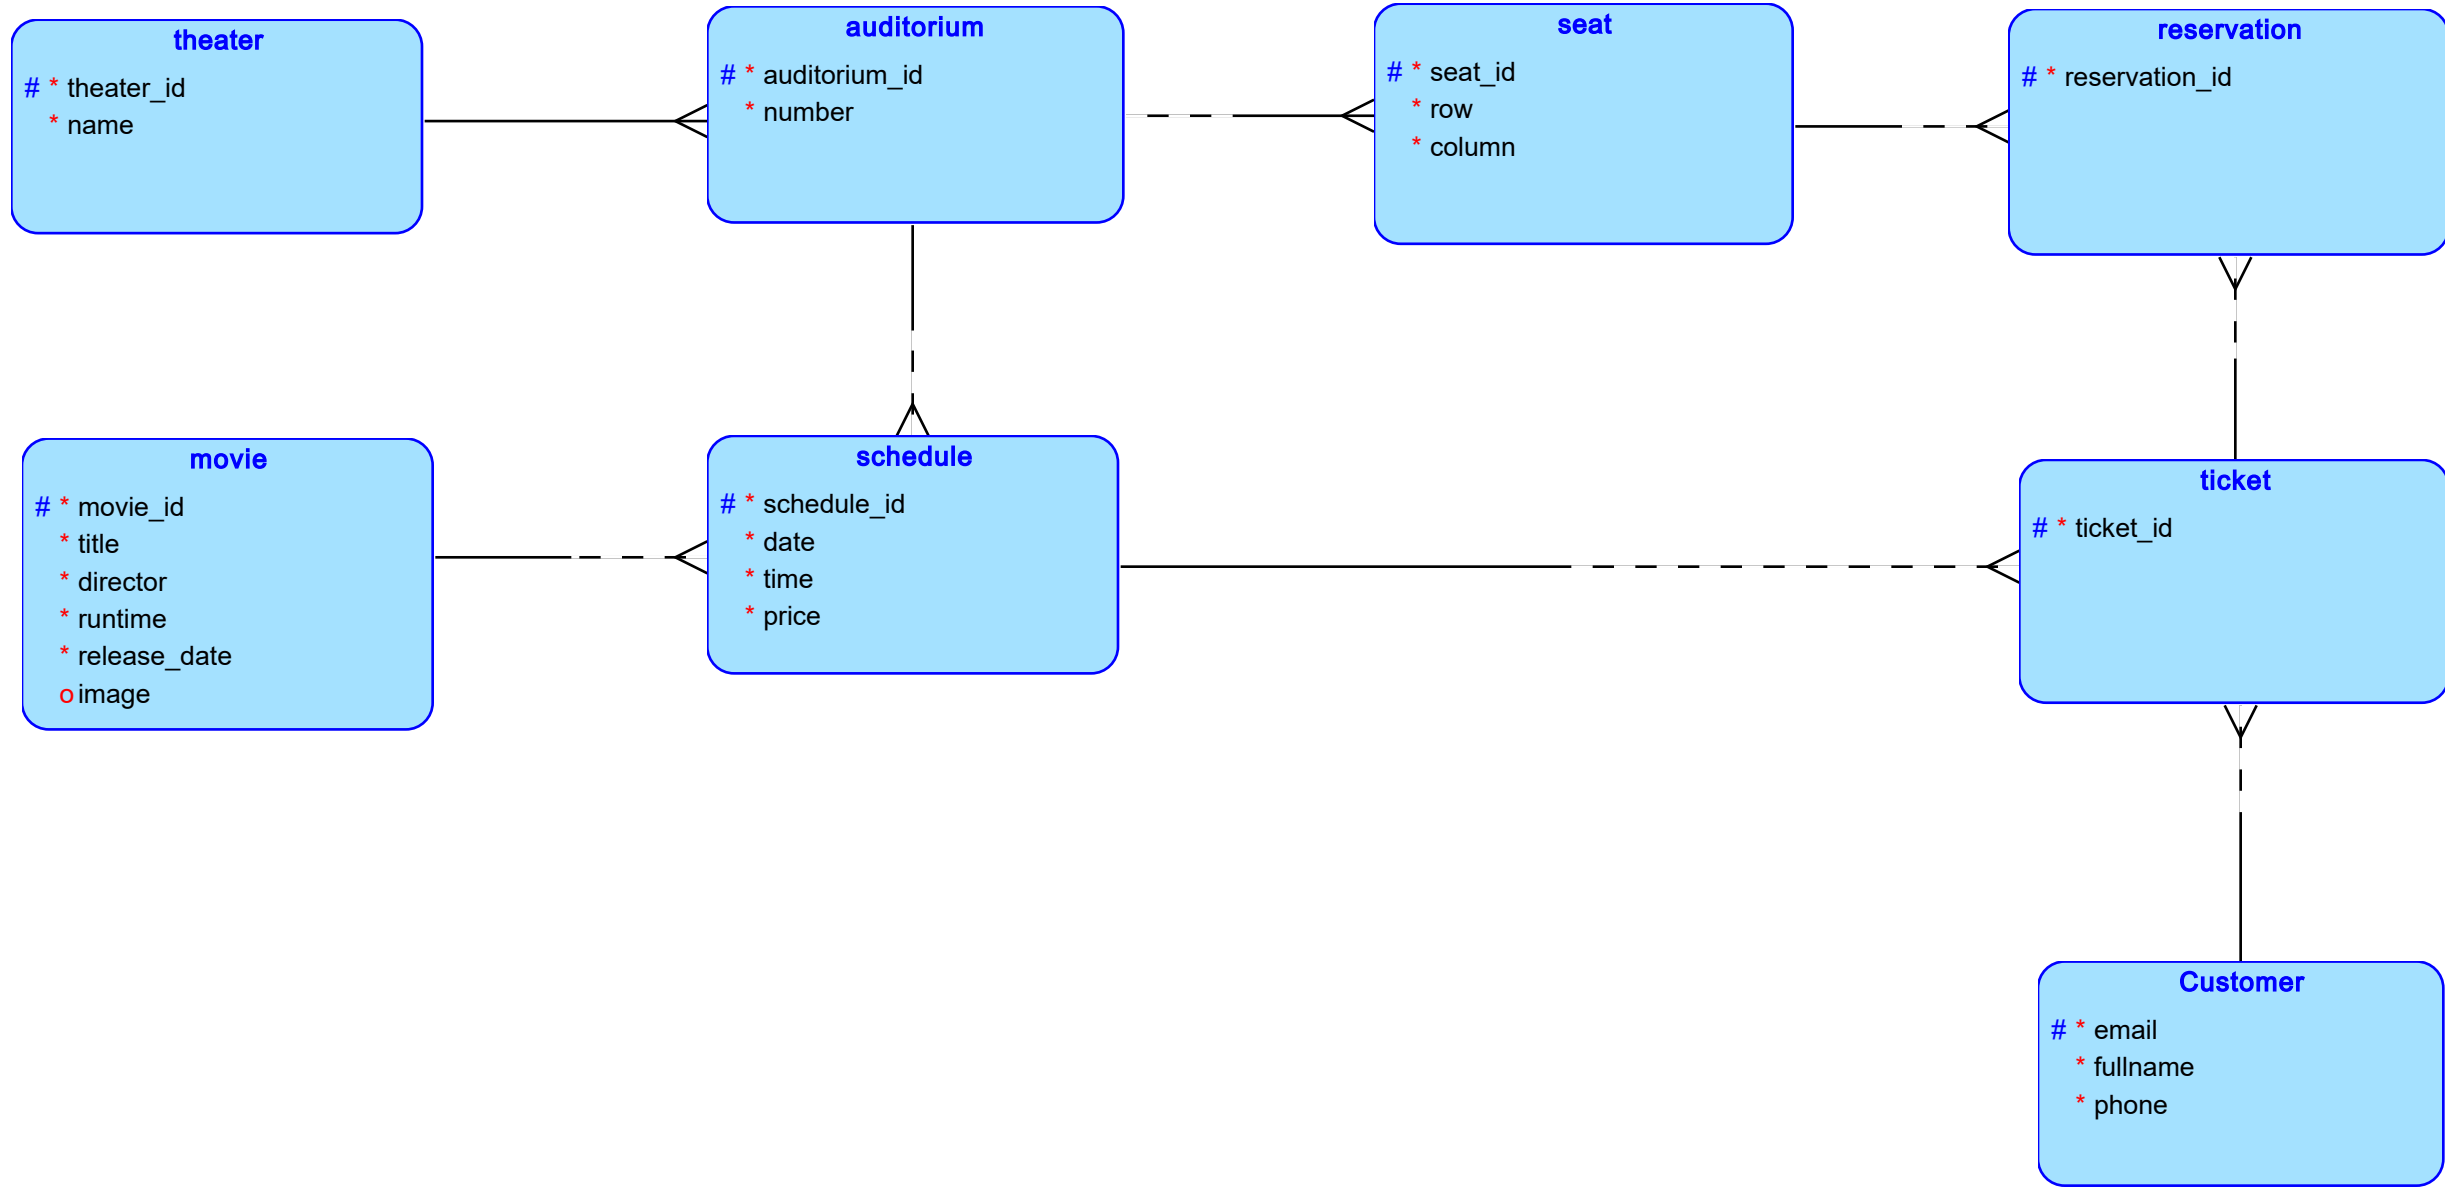 theater
# * theater_id
* name
auditorium
# * auditorium_id
* number
seat
# * seat_id
* row
* column
reservation
# * reservation_id
movie
# * movie_id
* title
* director
* runtime
* release_date
o image
schedule
# * schedule_id
* date
* time
* price
ticket
# * ticket_id
Customer
# * email
* fullname
* phone